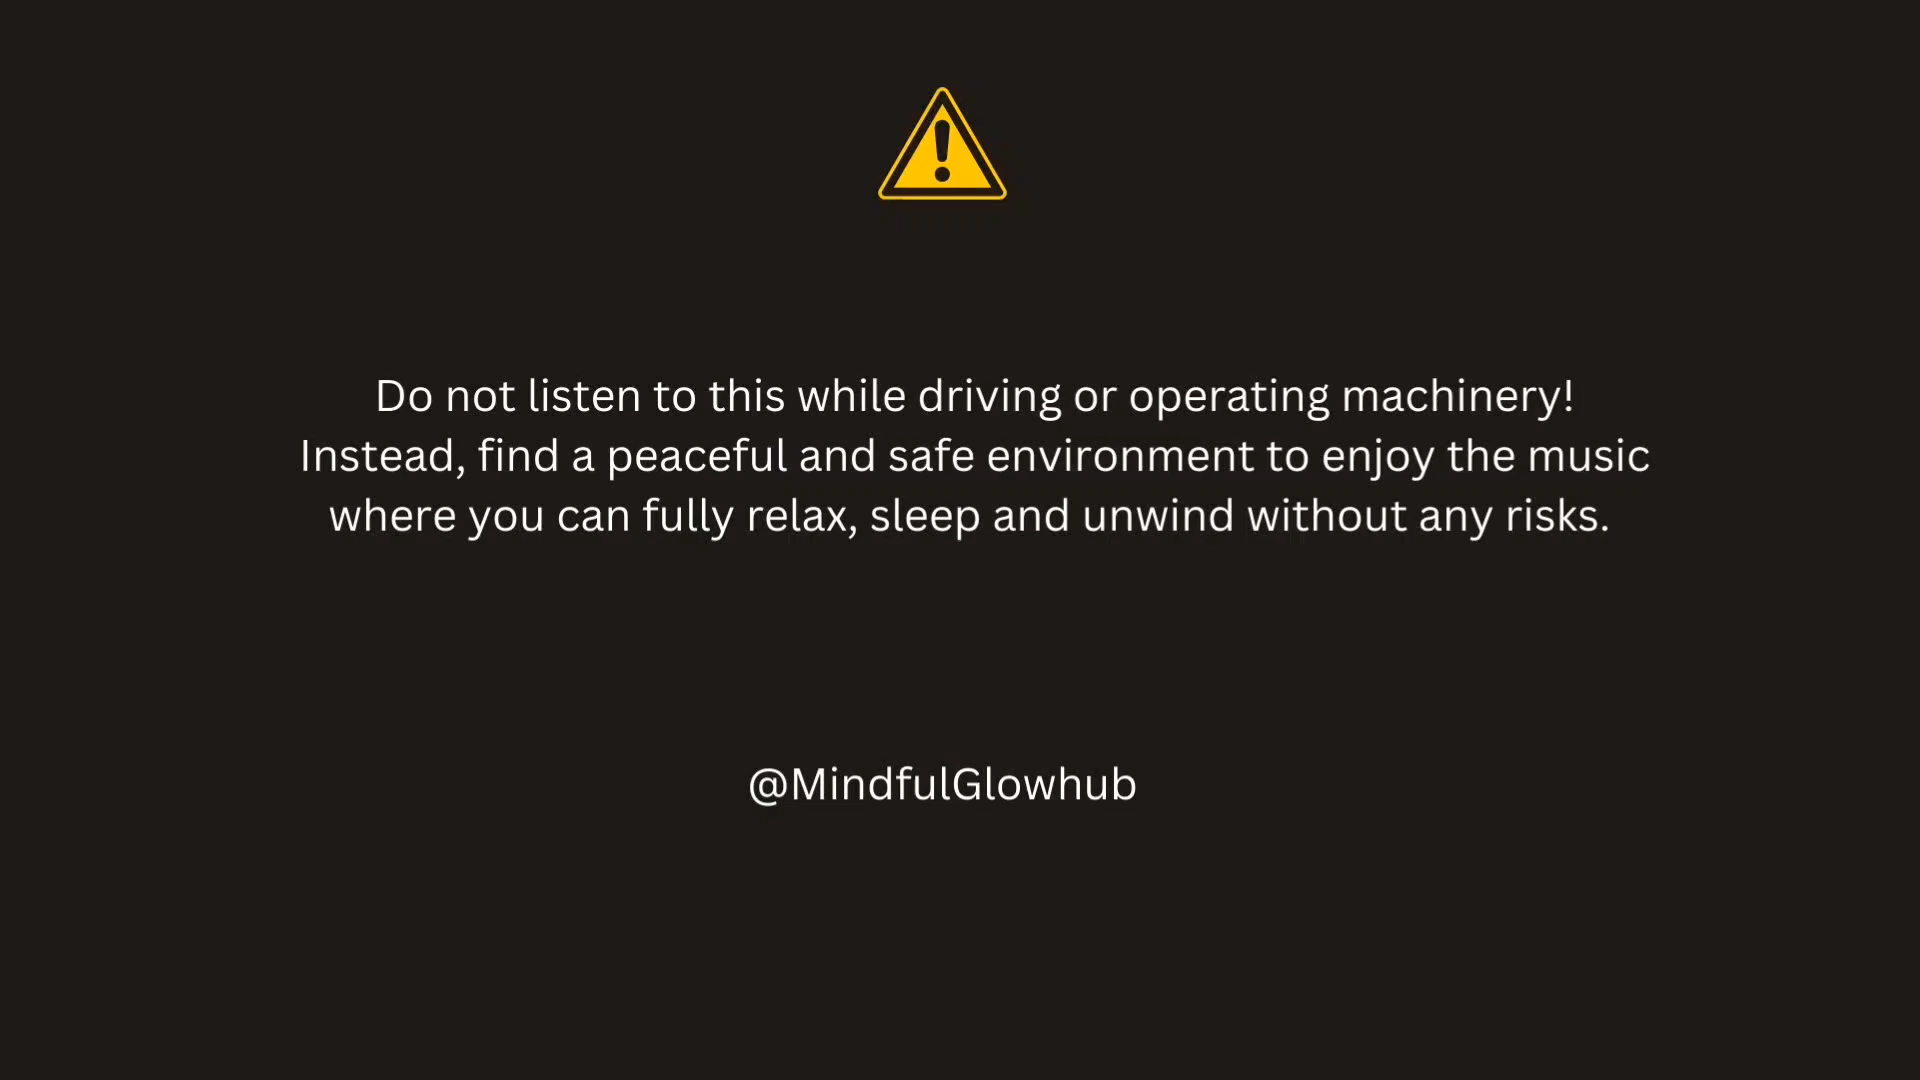 Do not listen to this while driving or operating machinery!
Instead, find a peaceful and safe environment to enjoy the music
where you can fully relax, sleep and unwind without any risks.
@MindfulGlowhub